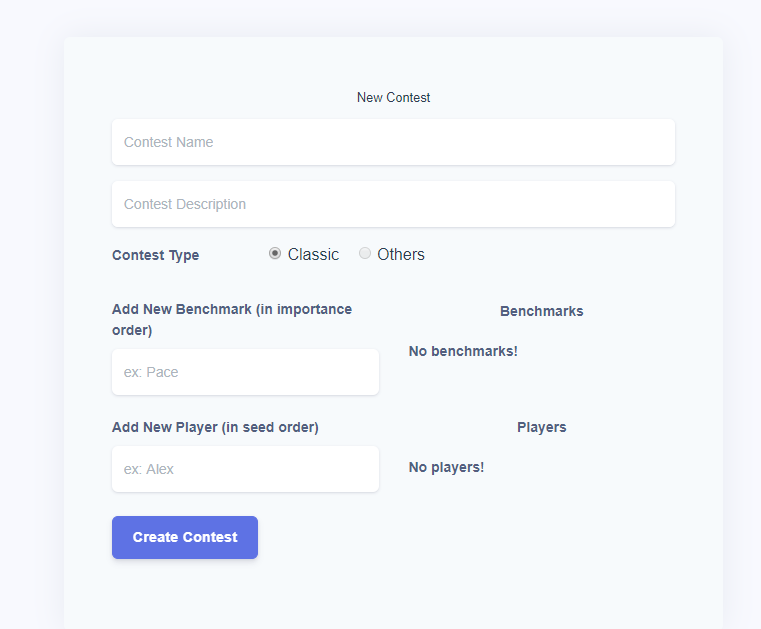 New Contest
Contest Name
Contest Description
Contest Type
Classic
Others
Add New Benchmark (in importance
order)
ex: Pace
Benchmarks
No benchmarks!
Add New Player (in seed order)
ex: Alex
Players
No players!
Create Contest